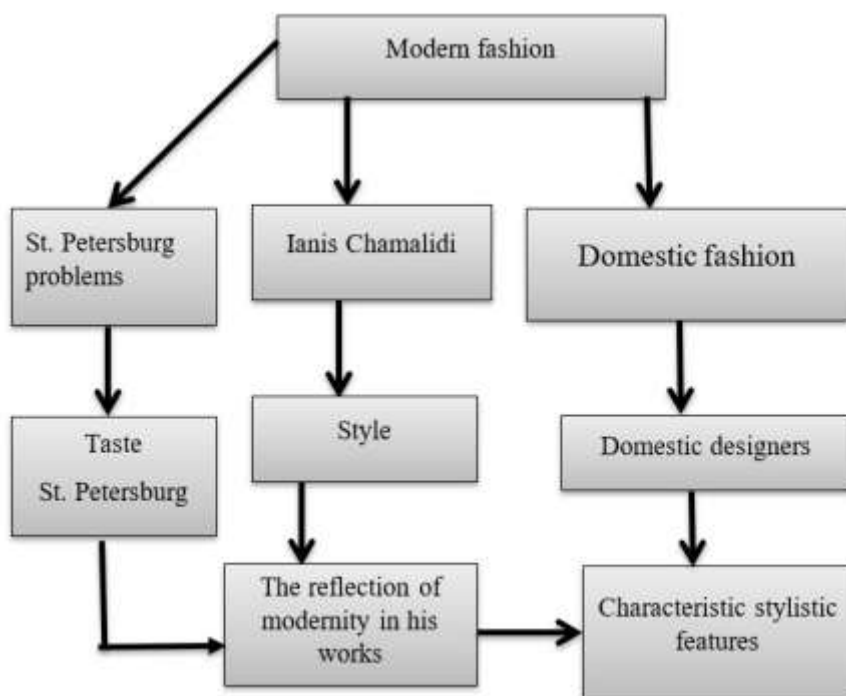 Modern fashion
St. Petersburg
problems
Ianis Chamalidi
Domestic fashion
Taste
St. Petersburg
Style
Domestic designers
The reflection of
modernity in his
works
Characteristic stylistic
features